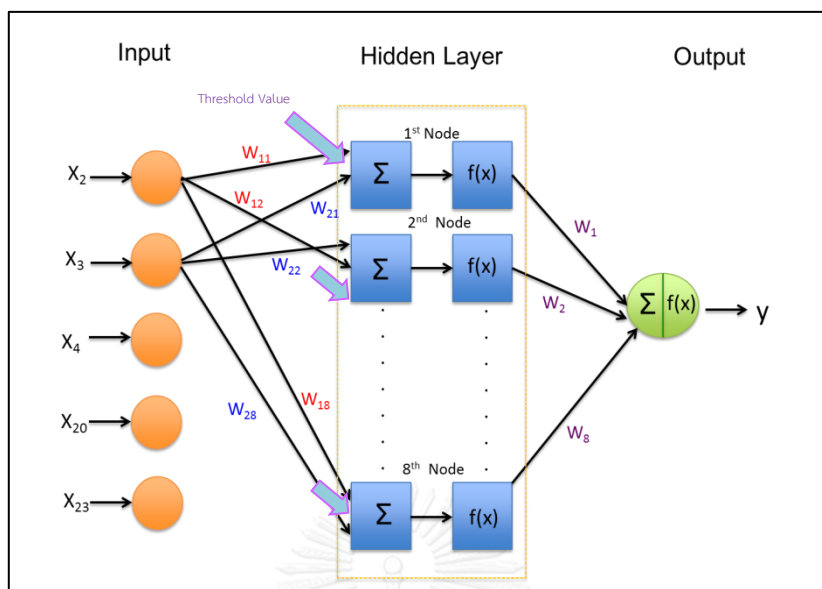 Input
Hidden Layer
Output
Threshold Value
1st Node
X2
W11
Σ
f(x)
W12
W21
W1
2nd Node
X3
W22
Σ
f(x)
W2
Σ f(x)
y
X4
W18
W28
X20
W8
8th Node
X23
Σ
f(x)